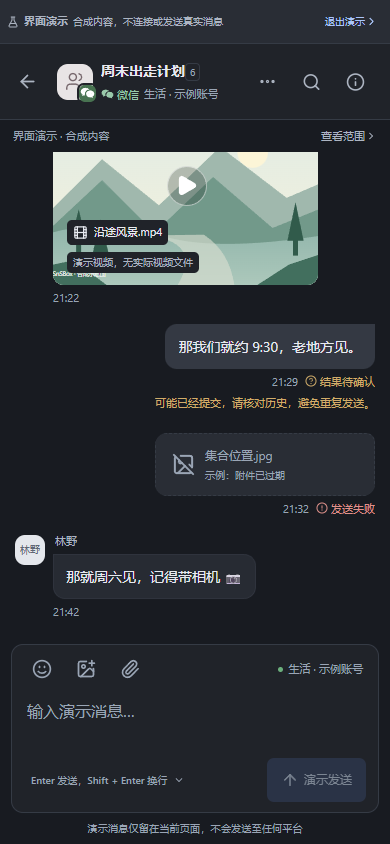 界面演示 合成内容，不连接或发送真实消息 退出演示
周末出走计划 6
微信 生活 · 示例账号
界面演示 · 合成内容 查看范围
沿途风景.mp4
演示视频，无实际视频文件
21:22
那我们就约 9:30，老地方见。
21:29 结果待确认
可能已经提交，请核对历史，避免重复发送。
集合位置.jpg
示例：附件已过期
21:32 发送失败
林野
林野
那就周六见，记得带相机 📷
21:42
生活 · 示例账号
输入演示消息...
Enter 发送，Shift + Enter 换行
演示发送
演示消息仅留在当前页面，不会发送至任何平台